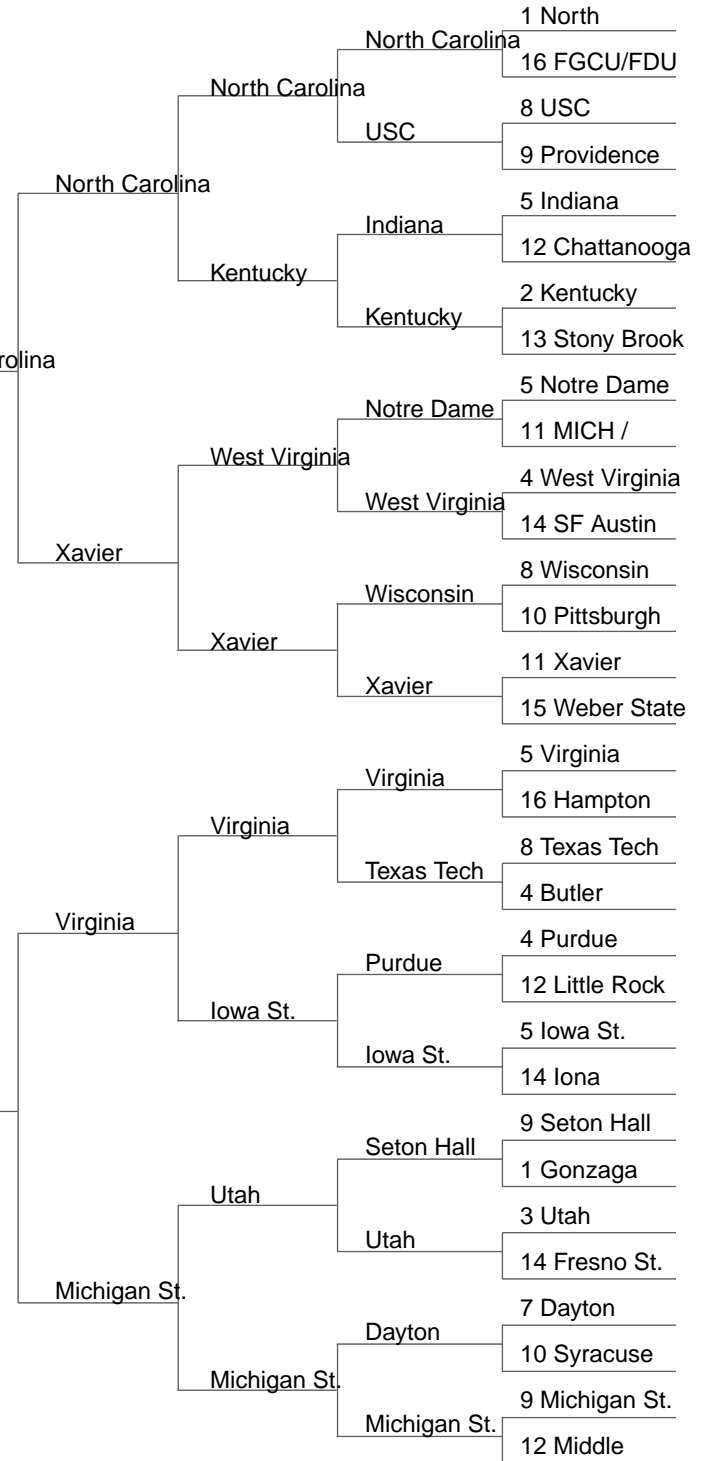 1 North
North Carolina
16 FGCU/FDU
North Carolina
8 USC
USC
9 Providence
North Carolina
5 Indiana
Indiana
12 Chattanooga
Kentucky
2 Kentucky
Kentucky
13 Stony Brook
rolina
5 Notre Dame
Notre Dame
11 MICH /
West Virginia
4 West Virginia
West Virginia
14 SF Austin
Xavier
8 Wisconsin
Wisconsin
10 Pittsburgh
Xavier
11 Xavier
Xavier
15 Weber State
5 Virginia
Virginia
16 Hampton
Virginia
8 Texas Tech
Texas Tech
4 Butler
Virginia
4 Purdue
Purdue
12 Little Rock
Iowa St.
5 Iowa St.
Iowa St.
14 Iona
9 Seton Hall
Seton Hall
1 Gonzaga
Utah
3 Utah
Utah
14 Fresno St.
Michigan St.
7 Dayton
Dayton
10 Syracuse
Michigan St.
9 Michigan St.
Michigan St.
12 Middle